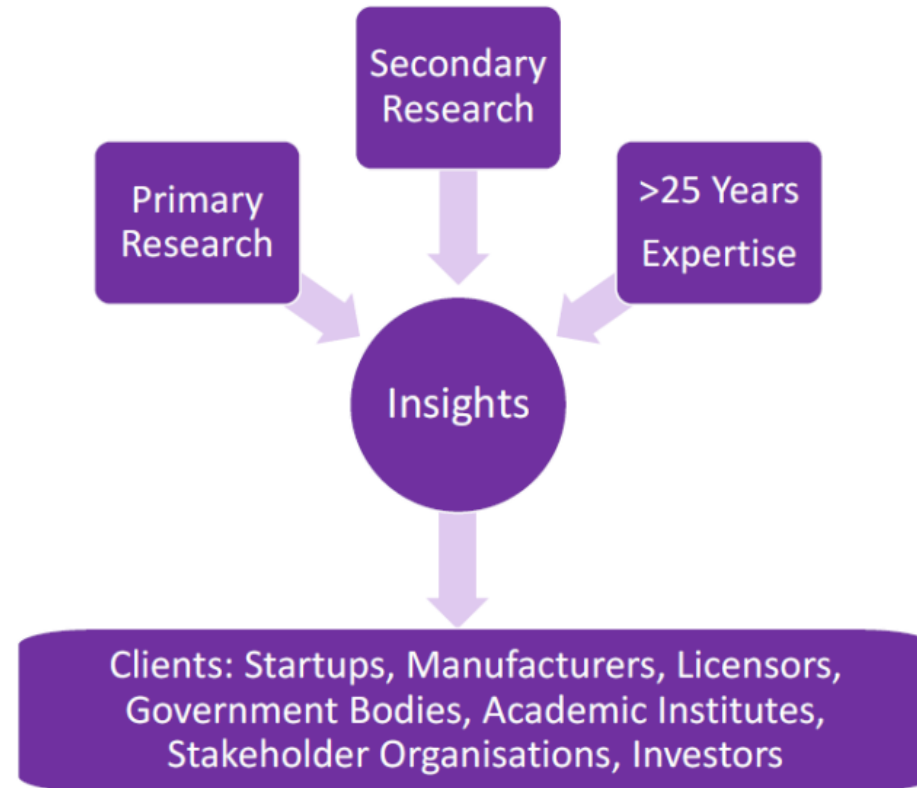 Secondary
Research
Primary
Research
>25 Years
Expertise
Insights
Clients: Startups, Manufacturers, Licensors,
Government Bodies, Academic Institutes,
Stakeholder Organisations, Investors